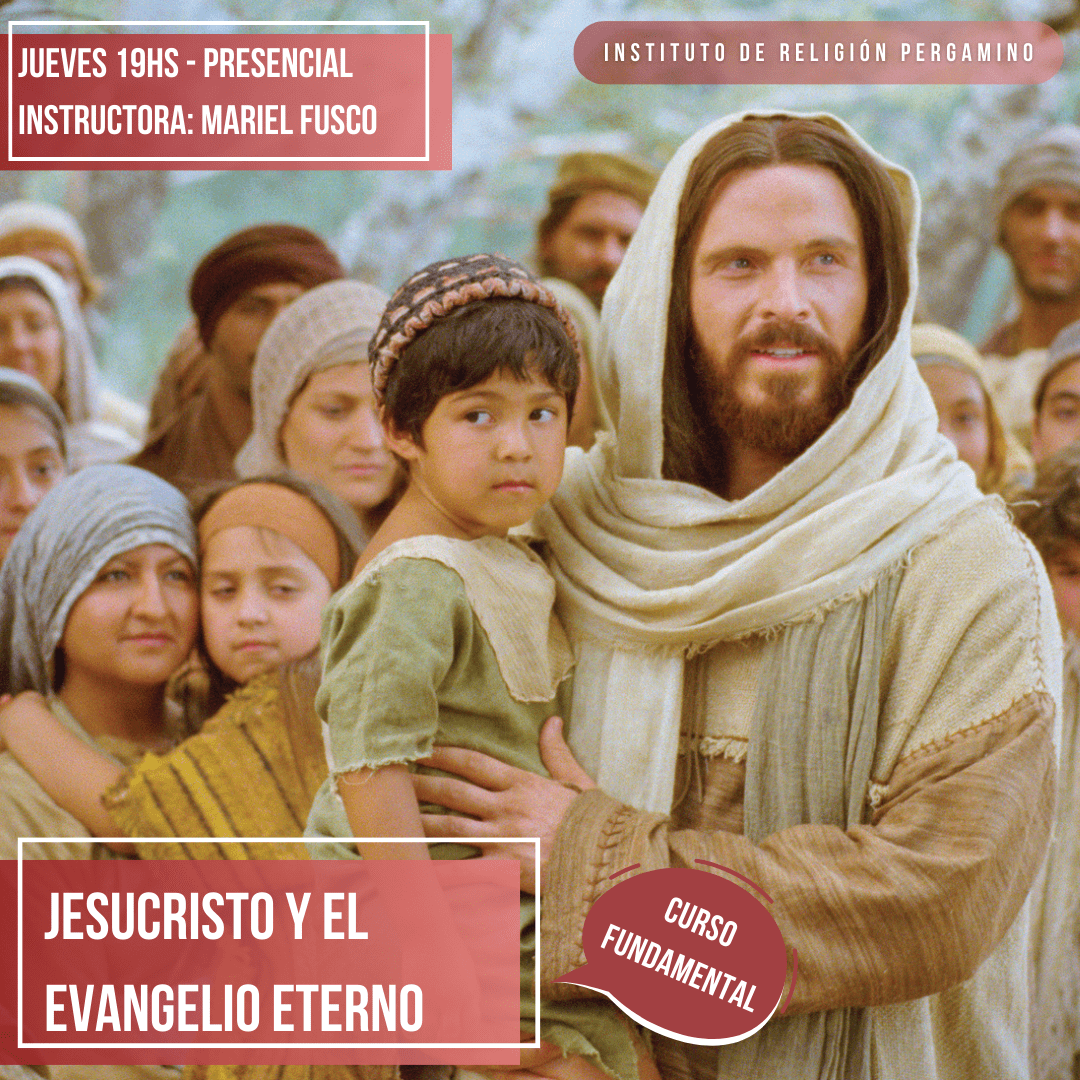 JUEVES 19HS - PRESENCIAL
INSTRUCTORA: MARIEL FUSCO
INSTITUTO DE RELIGIÓN PERGAMINO
JESUCRISTO Y EL
EVANGELIO ETERNO
CURSO
FUNDAMENTAL